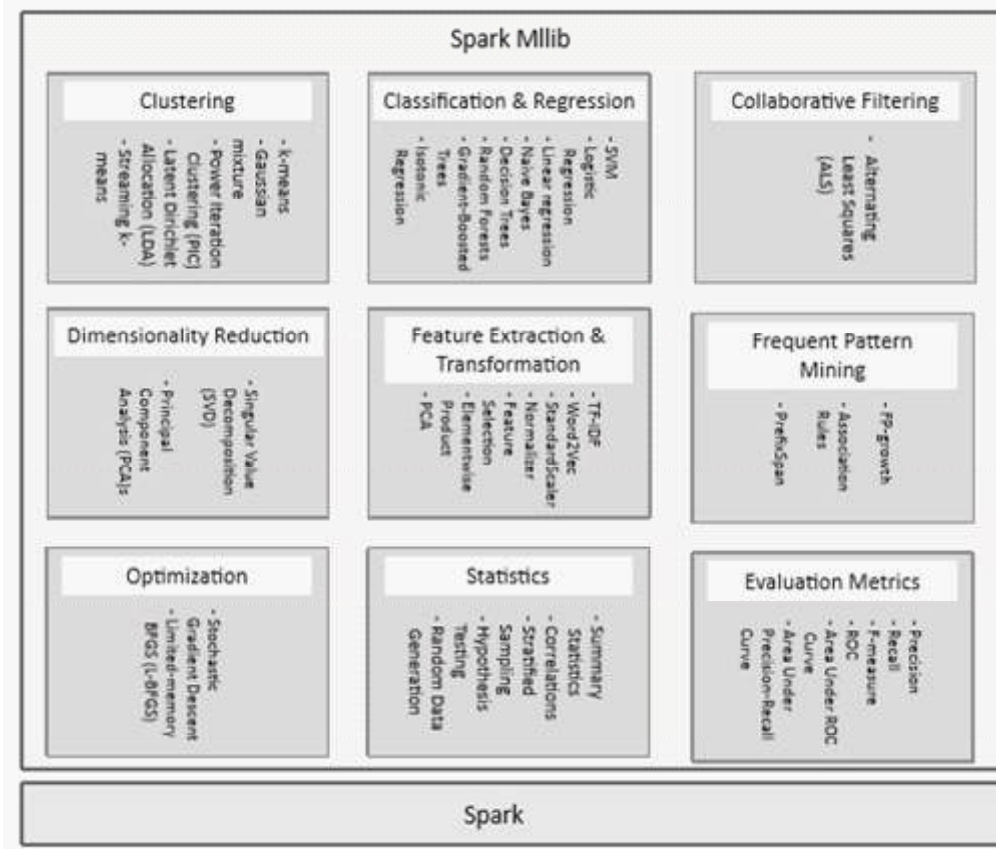 Spark Mllib
Clustering
- k-means
- Gaussian
mixture
- Power iteration
Clustering (PIC)
- Latent Dirichlet
Allocation (LDA)
- Streaming k-
means
Classification & Regression
- SVM
- Logistic
Regression
- Linear regression
- Naive Bayes
- Decision Trees
- Random Forests
- Gradient-Boosted
Trees
- Isotonic
Regression
Collaborative Filtering
- Alternating
Least Squares
(ALS)
Dimensionality Reduction
- Singular Value
Decomposition
(SVD)
- Principal
Component
Analysis (PCA)s
Feature Extraction &
Transformation
- TF-IDF
- Word2Vec
- StandardScaler
- Normalizer
- Feature
Selection
- Elementwise
Product
- PCA
Frequent Pattern
Mining
- FP-growth
- Association
Rules
- PrefixSpan
Optimization
- Stochastic
Gradient Descent
- Limited-memory
BFGS (L-BFGS)
Statistics
- Summary
Statistics
- Correlations
- Stratified
Sampling
- Hypothesis
Testing
- Random Data
Generation
Evaluation Metrics
- Precision
- Recall
- F-measure
- ROC
- Area Under ROC
Curve
- Area Under
Precision-Recall
Curve
Spark